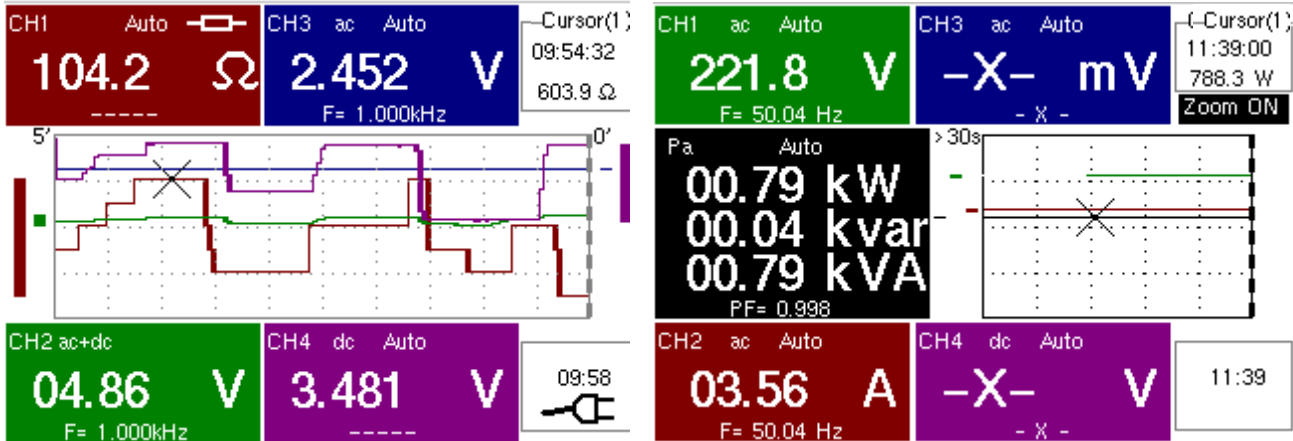 CH1 Auto
104.2 Ω
-----
CH3 ac Auto
2.452 V
F= 1.000kHz
Cursor(1)
09:54:32
603.9 Ω
5' 0'
CH2 ac+dc
04.86 V
F= 1.000kHz
CH4 dc Auto
3.481 V
-----
09:58
CH1 ac Auto
221.8 V
F= 50.04 Hz
CH3 ac Auto
-X- mV
- X -
(-Cursor(1)
11:39:00
788.3 W
Zoom ON
Pa Auto
00.79 kW
00.04 kvar
00.79 kVA
PF= 0.998
>30s
CH2 ac Auto
03.56 A
F= 50.04 Hz
CH4 dc Auto
-X- V
- X -
11:39